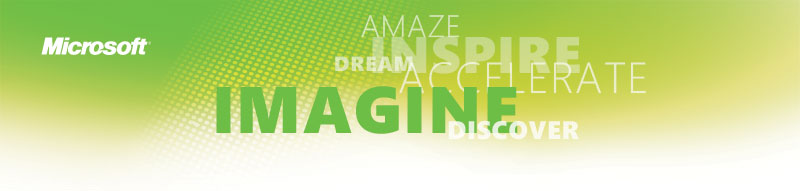 Microsoft®
AMAZE
INSPIRE
DREAM
ACCELERATE
IMAGINE
DISCOVER